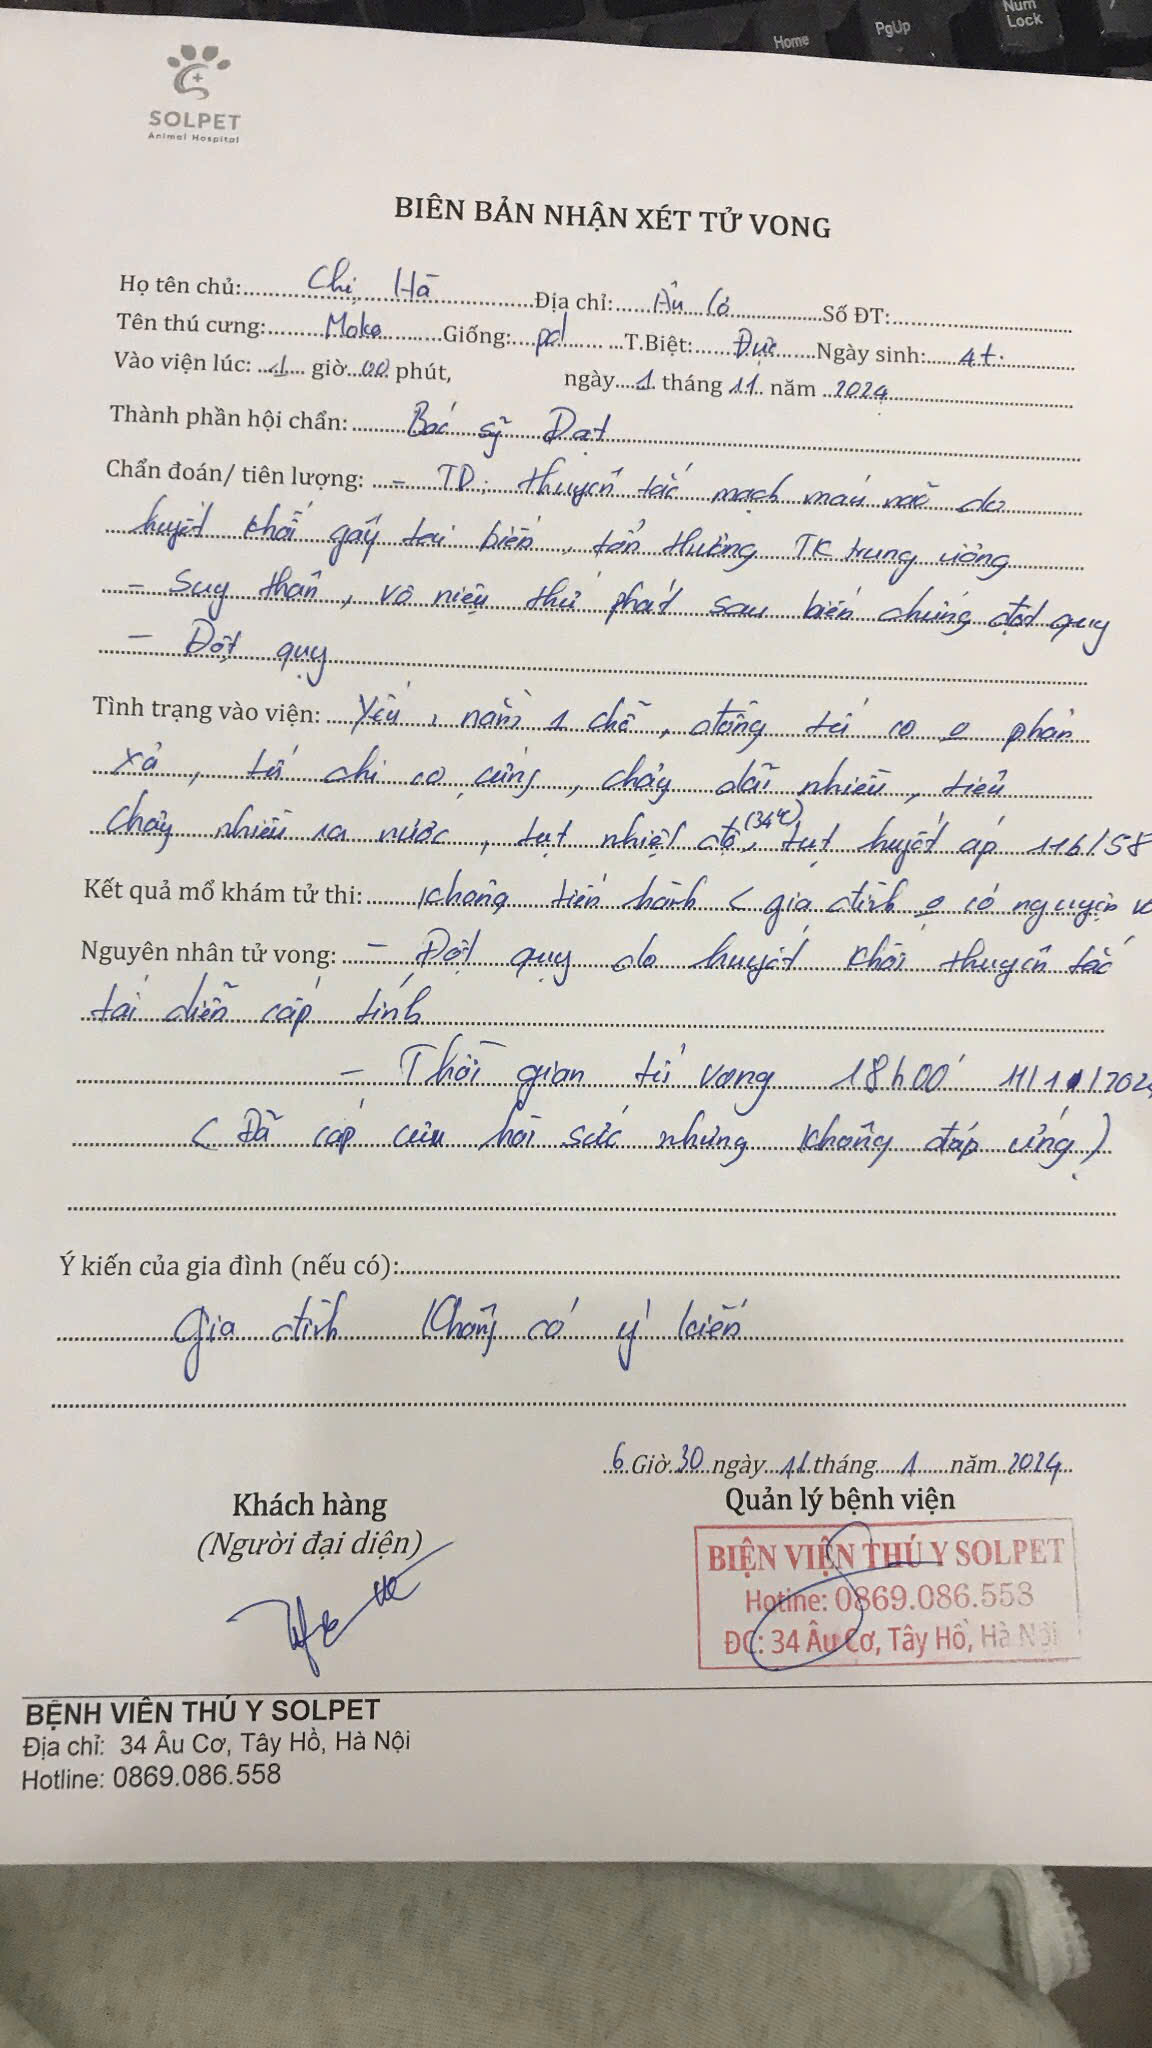 Home
PgUp
Num
Lock
SOLPET
Animal Hospital
BIÊN BẢN NHẬN XÉT TỬ VONG
Họ tên chủ: Chị Hà Địa chỉ: Âu Cơ Số ĐT:
Tên thú cưng: Moka Giống: pd T.Biệt: Đực Ngày sinh: 4t.
Vào viện lúc: giờ 00 phút, ngày 1 tháng 11 năm 2024
Thành phần hội chẩn: Bác sỹ Đạt
Chẩn đoán/ tiên lượng: - TD: thuyên tắc mạch máu não do
huyết khối gây tai biến, tổn thương TK trung ương
- Suy thận, vô niệu thứ phát sau biến chứng đột quỵ
- Đột quỵ
Tình trạng vào viện: Yếu, nằm 1 chỗ, đồng tử co o phản
xạ, tứ chi co cứng, chảy dãi nhiều, tiêu
chảy nhiều ra nước, tụt nhiệt độ (34°c), tụt huyết áp 116/58
Kết quả mổ khám tử thi: không tiến hành < gia đình o có nguyện
Nguyên nhân tử vong: - Đột quỵ do huyết khối thuyên tắc
tái diễn cấp tính
- Thời gian tử vong 18h00' 11/1/202
(Đã cấp cứu hồi sức nhưng không đáp ứng)
Ý kiến của gia đình (nếu có):
Gia đình không có ý kiến
6 Giờ 30 ngày 11 tháng 1 năm 2024
Khách hàng
(Người đại diện)
Quản lý bệnh viện
BIỆN VIỆN THÚ Y SOLPET
Hotine: 0869.086.558
ĐC: 34 Âu Cơ, Tây Hồ, Hà Nội
BỆNH VIÊN THÚ Y SOLPET
Địa chỉ: 34 Âu Cơ, Tây Hồ, Hà Nội
Hotline: 0869.086.558